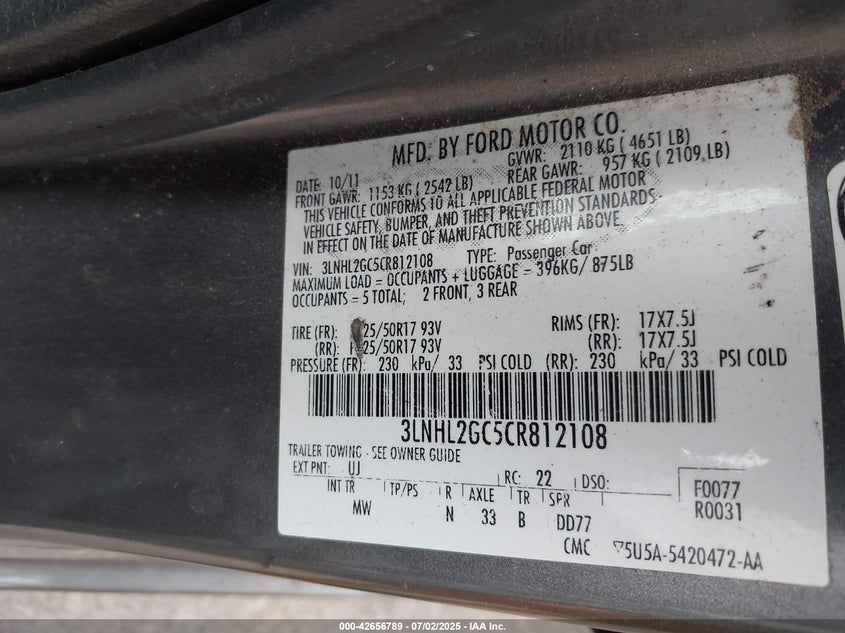 MFD. BY FORD MOTOR CO.
DATE: 10/11 GVWR: 2110 KG ( 4651 LB)
FRONT GAWR: 1153 KG ( 2542 LB) REAR GAWR: 957 KG ( 2109 LB)
THIS VEHICLE CONFORMS TO ALL APPLICABLE FEDERAL MOTOR
VEHICLE SAFETY, BUMPER, AND THEFT PREVENTION STANDARDS
IN EFFECT ON THE DATE OF MANUFACTURE SHOWN ABOVE.
VIN: 3LNHL2GC5CR812108 TYPE: Passenger Car
MAXIMUM LOAD = OCCUPANTS + LUGGAGE = 396KG/ 875LB
OCCUPANTS = 5 TOTAL; 2 FRONT, 3 REAR
TIRE (FR): 25/50R17 93V RIMS (FR): 17X7.5J
(RR): 25/50R17 93V (RR): 17X7.5J
PRESSURE (FR): 230 kPa/ 33 PSI COLD (RR): 230 kPa/ 33 PSI COLD
3LNHL2GC5CR812108
TRAILER TOWING - SEE OWNER GUIDE
EXT PNT: UJ RC: 22 DSO:
INT TR TP/PS R AXLE TR SPR
MW N 33 B DD77
F0077
R0031
CMC 5U5A-5420472-AA
000-42656789 - 07/02/2025 - IAA Inc.